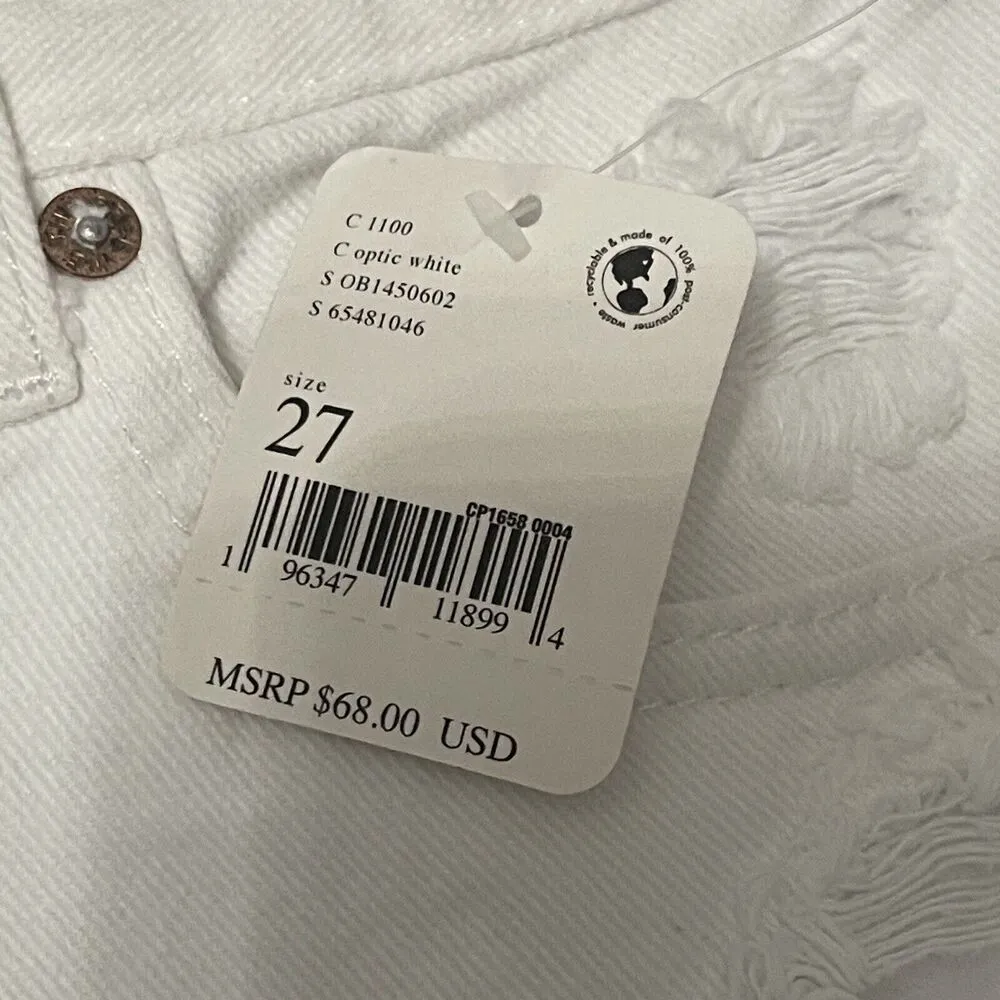 C 1100
C optic white
S OB1450602
S 65481046
recyclable & made of 100% post-consumer waste •
size
27
CP1658 0004
1 96347 11899 4
MSRP $68.00 USD